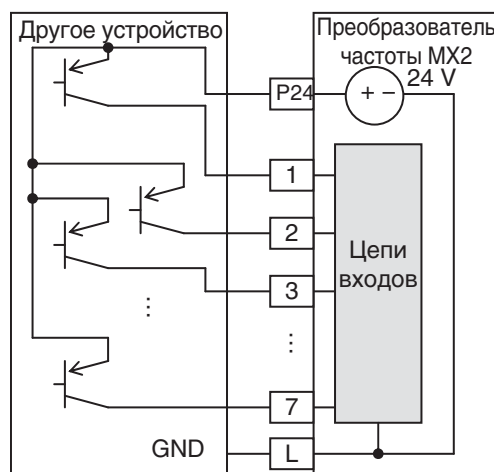 Другое устройство
Преобразователь
частоты MX2
24 V
P24
+ −
1
2
Цепи
входов
3
...
...
7
GND
L